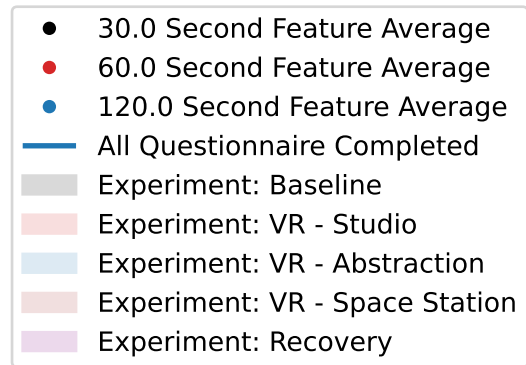 30.0 Second Feature Average
60.0 Second Feature Average
120.0 Second Feature Average
All Questionnaire Completed
Experiment: Baseline
Experiment: VR - Studio
Experiment: VR - Abstraction
Experiment: VR - Space Station
Experiment: Recovery